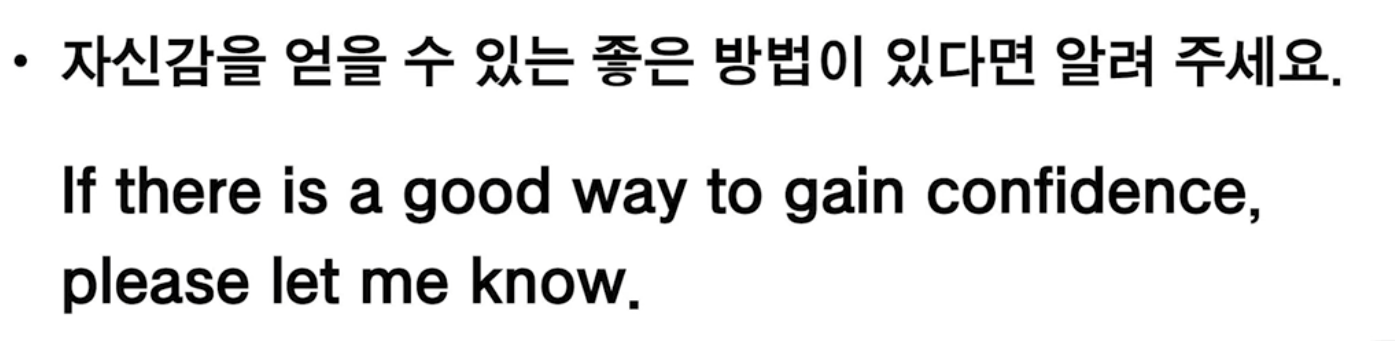 • 자신감을 얻을 수 있는 좋은 방법이 있다면 알려 주세요.
If there is a good way to gain confidence,
please let me know.